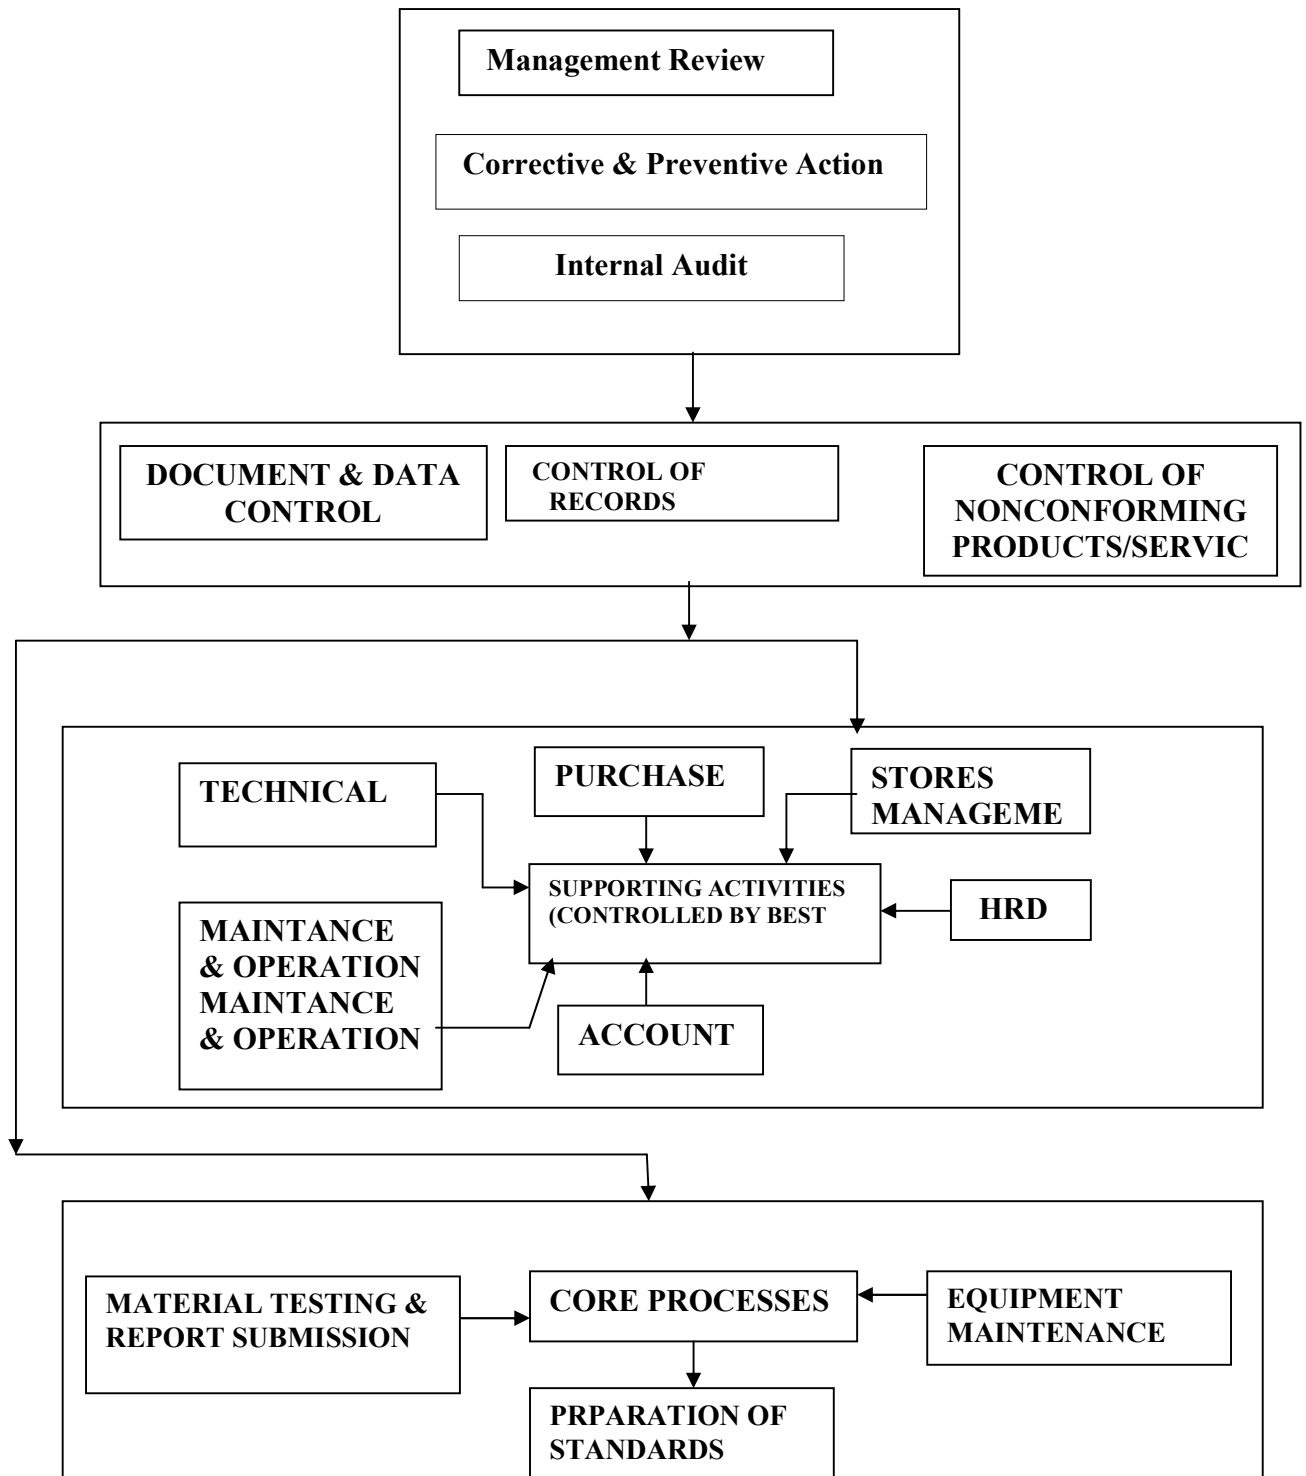 Management Review
Corrective & Preventive Action
Internal Audit
DOCUMENT & DATA
CONTROL
CONTROL OF
RECORDS
CONTROL OF
NONCONFORMING
PRODUCTS/SERVIC
TECHNICAL
PURCHASE
STORES
MANAGEME
SUPPORTING ACTIVITIES
(CONTROLLED BY BEST
HRD
MAINTANCE
& OPERATION
MAINTANCE
& OPERATION
ACCOUNT
MATERIAL TESTING &
REPORT SUBMISSION
CORE PROCESSES
EQUIPMENT
MAINTENANCE
PRPARATION OF
STANDARDS